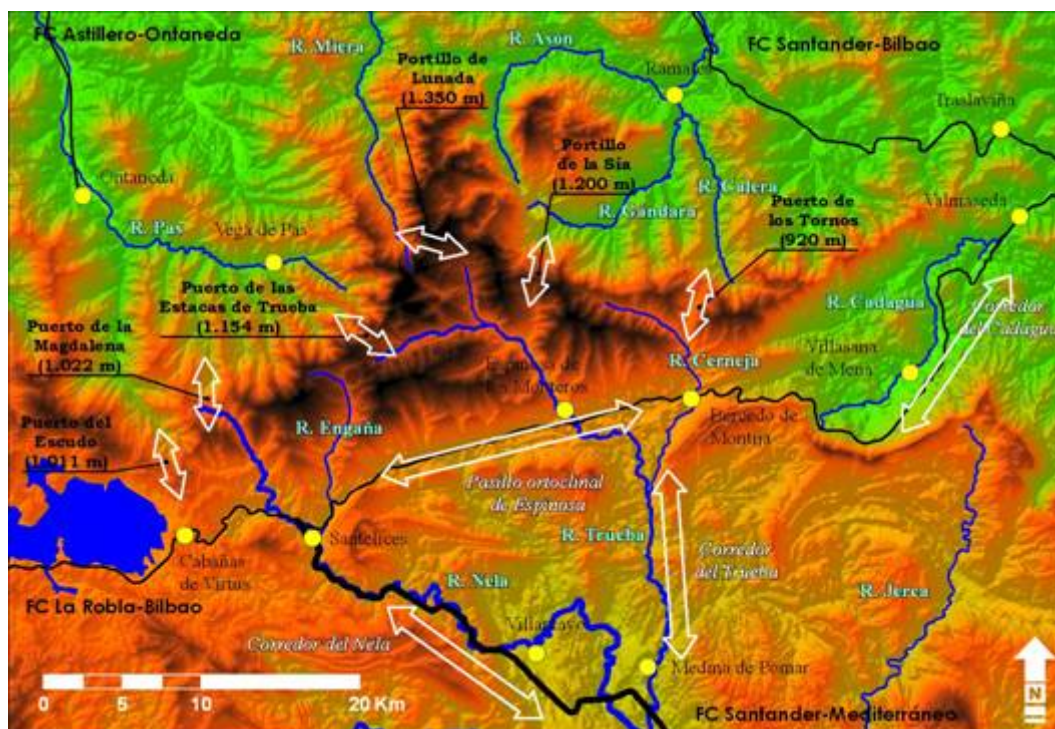 FC Astillero-Ontaneda
R. Miera
R. Asón
FC Santander-Bilbao
Portillo de
Lunada
(1.350 m)
Ramales
Traslaviña
Portillo
de la Sía
(1.200 m)
Ontaneda
R. Calera
R. Gándara
Puerto de
los Tornos
(920 m)
Valmaseda
R. Pas
Vega de Pas
Puerto de las
Estacas de Trueba
(1.154 m)
R. Cadagua
Corredor
del Cadagua
Puerto de la
Magdalena
(1.022 m)
Villasana
de Mena
Espinosa de
los Monteros
R. Cerneja
Bercedo de
Montija
Puerto del
Escudo
(1.011 m)
R. Engaña
Pasillo ortoclinal
de Espinosa
Santelices
R. Trueba
Corredor
del Trueba
Cabañas
de Virtus
R. Nela
R. Jerea
FC La Robla-Bilbao
Villarcayo
Corredor del Nela
Medina de Pomar
N
0 5 10 20 Km
FC Santander-Mediterráneo